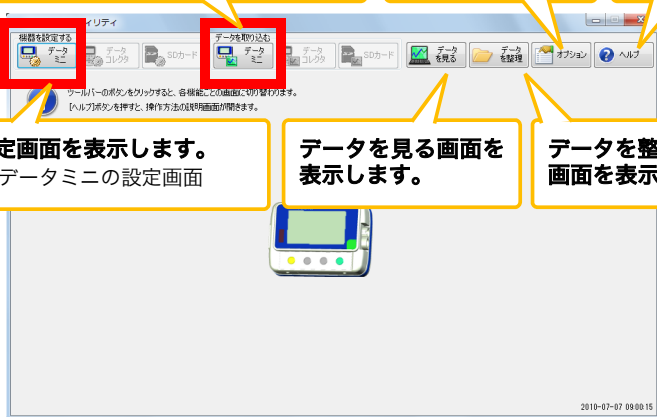 ィリティ
機器を設定する
データを取り込む
データ
ミニ
データ
コレクタ
SDカード
データ
ミニ
データ
コレクタ
SDカード
データ
を見る
データ
を整理
オプション
ヘルプ
ツールバーのボタンをクリックすると、各機能ごとの画面に切り替わります。
[ヘルプ]ボタンを押すと、操作方法の説明画面が開きます。
定画面を表示します。
データミニの設定画面
データを見る画面を
表示します。
データを整
画面を表示
2010-07-07 09:00:15